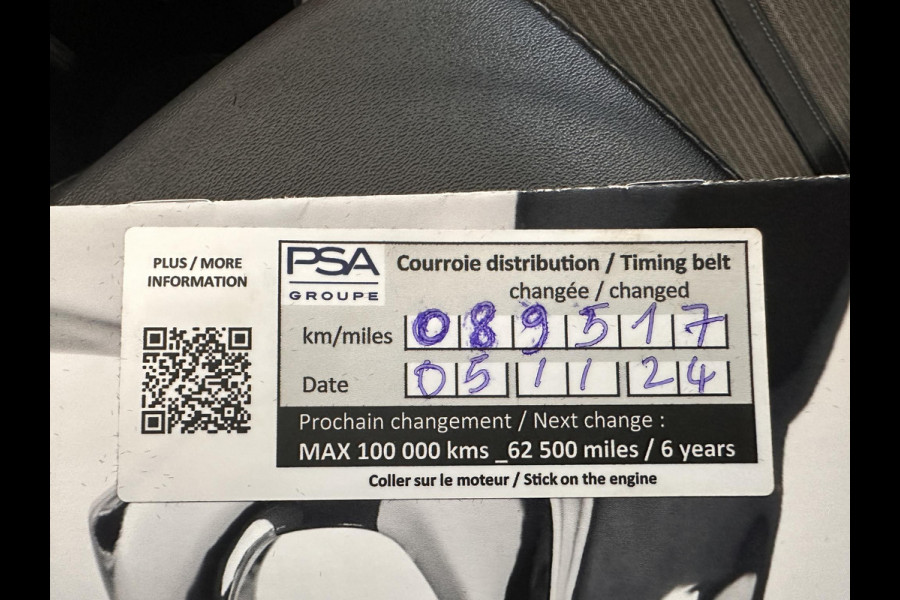 PLUS / MORE
INFORMATION
PSA
GROUPE
Courroie distribution / Timing belt
changée / changed
km/miles 089517
Date 05 11 24
Prochain changement / Next change :
MAX 100 000 kms _62 500 miles / 6 years
Coller sur le moteur / Stick on the engine